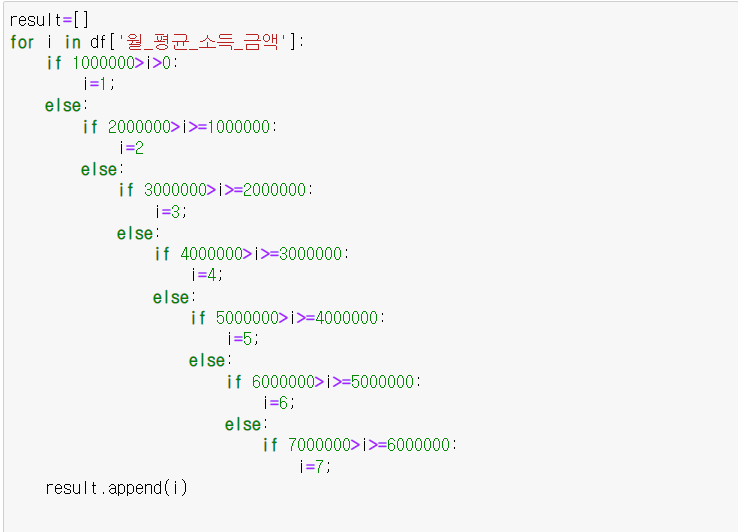 result=[]
for i in df['월_평균_소득_금액']:
    if 1000000>i>0:
        i=1;
    else:
        if 2000000>i>=1000000:
            i=2
        else:
            if 3000000>i>=2000000:
                i=3;
            else:
                if 4000000>i>=3000000:
                    i=4;
                else:
                    if 5000000>i>=4000000:
                        i=5;
                    else:
                        if 6000000>i>=5000000:
                            i=6;
                        else:
                            if 7000000>i>=6000000:
                                i=7;
    result.append(i)